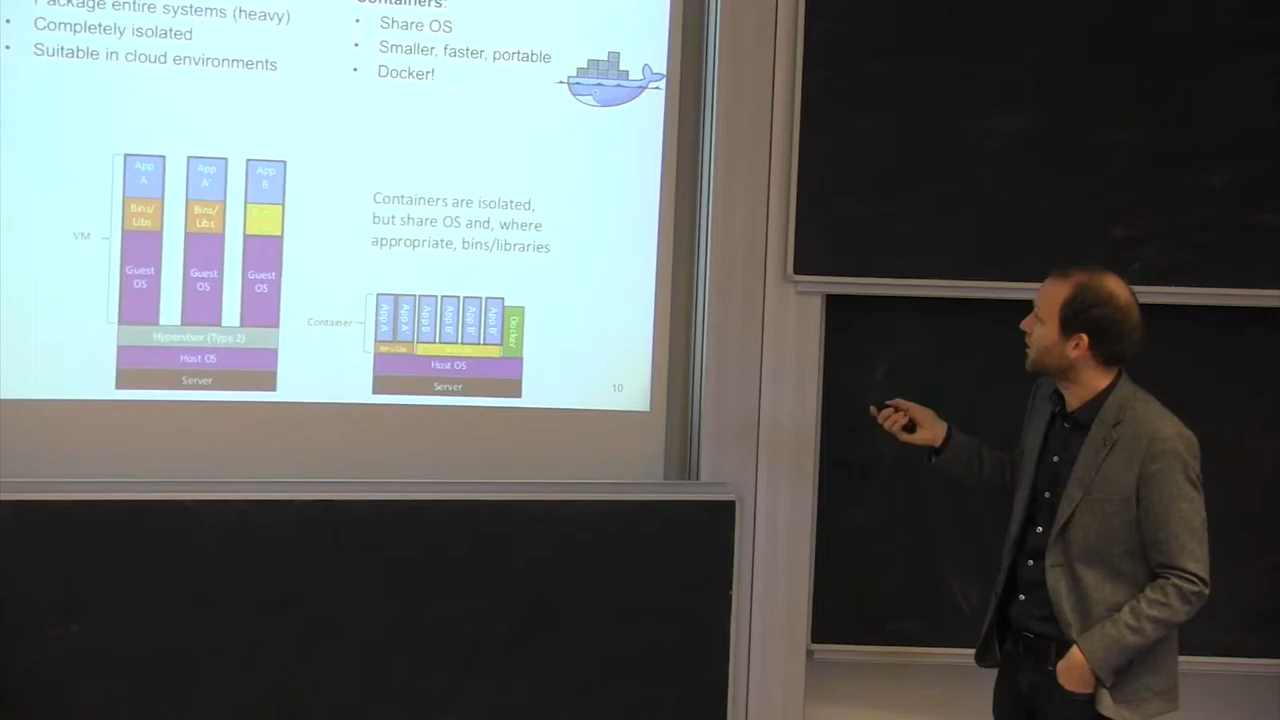 Package entire systems (heavy)
• Completely isolated
• Suitable in cloud environments
Containers:
• Share OS
• Smaller, faster, portable
• Docker!
App A
App A'
App B
Bins/ Libs
Bins/ Libs
VM
Guest OS
Guest OS
Guest OS
Hypervisor (Type 2)
Host OS
Server
Containers are isolated,
but share OS and, where
appropriate, bins/libraries
Container
App A
App A'
App B
App B'
App B'
App B'
Docker
Host OS
Server
10